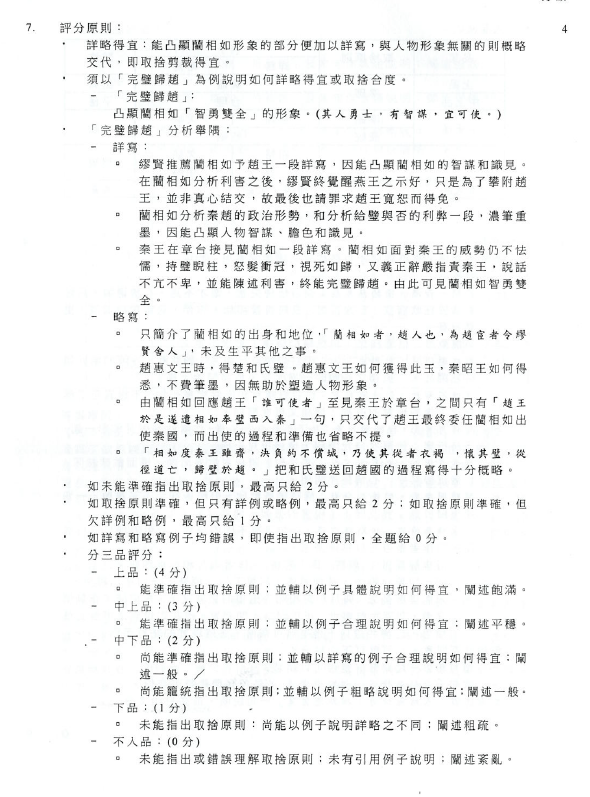 7. 評分原則： 4
· 詳略得宜：能凸顯藺相如形象的部分便加以詳寫，與人物形象無關的則概略
交代，即取捨剪裁得宜。
· 須以「完璧歸趙」為例說明如何詳略得宜或取捨合度。
- 「完璧歸趙」：
凸顯藺相如「智勇雙全」的形象。(其人勇士，有智謀，宜可使。)
· 「完璧歸趙」分析舉隅：
- 詳寫：
▫ 繆賢推薦藺相如予趙王一段詳寫，因能凸顯藺相如的智謀和識見。
在藺相如分析利害之後，繆賢終覺醒燕王之示好，只是為了攀附趙
王，並非真心結交，故最後也請罪求趙王寬恕而得免。
▫ 藺相如分析秦趙的政治形勢，和分析給璧與否的利弊一段，濃筆重
墨，因能凸顯人物智謀、膽色和識見。
▫ 秦王在章台接見藺相如一段詳寫。藺相如面對秦王的威勢仍不怯
懦，持璧睨柱，怒髮衝冠，視死如歸，又義正辭嚴指責秦王，說話
不亢不卑，並能陳述利害，終能完璧歸趙。由此可見藺相如智勇雙
全。
- 略寫：
▫ 只簡介了藺相如的出身和地位，「藺相如者，趙人也，為趙宦者令繆
賢舍人」，未及生平其他之事。
▫ 趙惠文王時，得楚和氏璧。趙惠文王如何獲得此玉，秦昭王如何得
悉，不費筆墨，因無助於塑造人物形象。
▫ 由藺相如回應趙王「誰可使者」至見秦王於章台，之間只有「趙王
於是遂遣相如奉璧西入秦」一句，只交代了趙王最終委任藺相如出
使秦國，而出使的過程和準備也省略不提。
▫ 「相如度秦王雖齋，決負約不償城，乃使其從者衣褐，懷其璧，從
徑道亡，歸璧於趙。」把和氏璧送回趙國的過程寫得十分概略。
· 如未能準確指出取捨原則，最高只給 2 分。
· 如取捨原則準確，但只有詳例或略例，最高只給 2 分；如取捨原則準確，但
欠詳例和略例，最高只給 1 分。
· 如詳寫和略寫例子均錯誤，即使指出取捨原則，全題給 0 分。
· 分三品評分：
- 上品：(4 分)
▫ 能準確指出取捨原則；並輔以例子具體說明如何得宜，闡述飽滿。
- 中上品：(3 分)
▫ 能準確指出取捨原則；並輔以例子合理說明如何得宜；闡述平穩。
- 中下品：(2 分)
▫ 尚能準確指出取捨原則；並輔以詳寫的例子合理說明如何得宜；闡
述一般。／
▫ 尚能籠統指出取捨原則；並輔以例子粗略說明如何得宜；闡述一般。
- 下品：(1 分)
▫ 未能指出取捨原則；尚能以例子說明詳略之不同；闡述粗疏。
- 不入品：(0 分)
▫ 未能指出或錯誤理解取捨原則；未有引用例子說明；闡述紊亂。